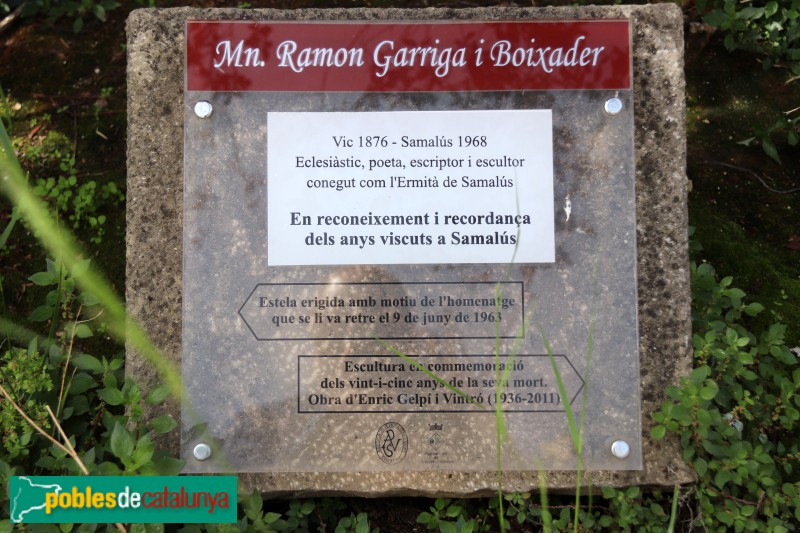 Mn. Ramon Garriga i Boixader
Vic 1876 - Samalús 1968
Eclesiàstic, poeta, escriptor i escultor
conegut com l'Ermità de Samalús
En reconeixement i recordança
dels anys viscuts a Samalús
Estela erigida amb motiu de l'homenatge
que se li va retre el 9 de juny de 1963
Escultura en commemoració
dels vint-i-cinc anys de la seva mort.
Obra d'Enric Gelpí i Vintró (1936-2011)
poblesdecatalunya